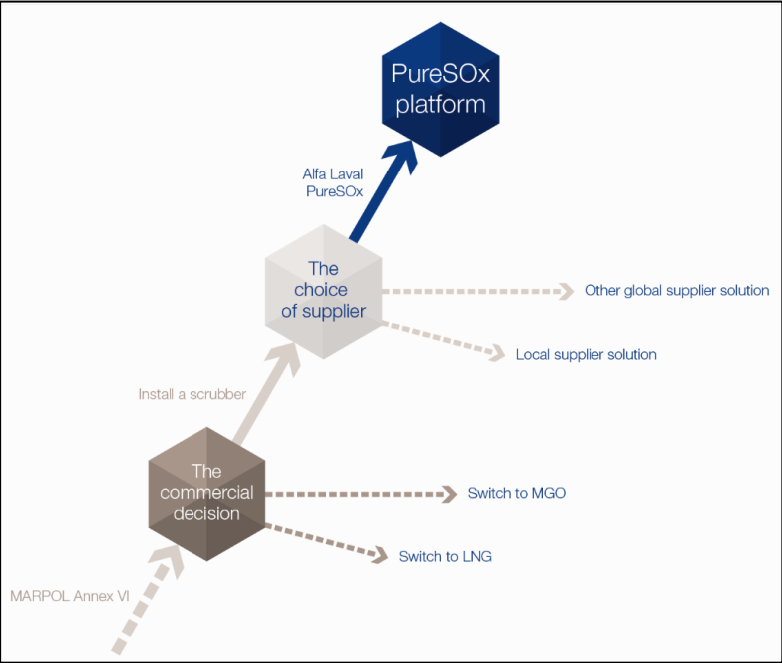 PureSOx
platform
Alfa Laval
PureSOx
The
choice
of supplier
Other global supplier solution
Local supplier solution
Install a scrubber
The
commercial
decision
Switch to MGO
Switch to LNG
MARPOL Annex VI